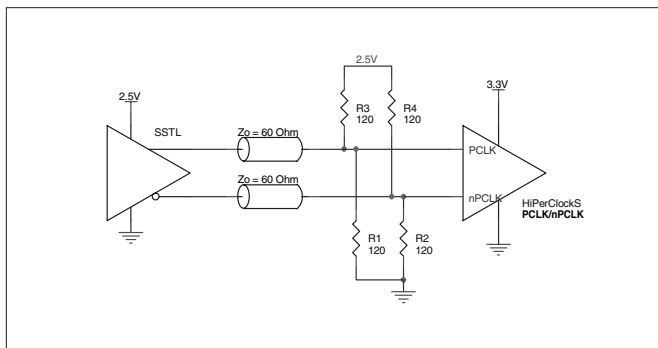 2.5V
3.3V
2.5V
R3
120
R4
120
SSTL
Zo = 60 Ohm
PCLK
Zo = 60 Ohm
nPCLK
HiPerClockS
PCLK/nPCLK
R1
120
R2
120